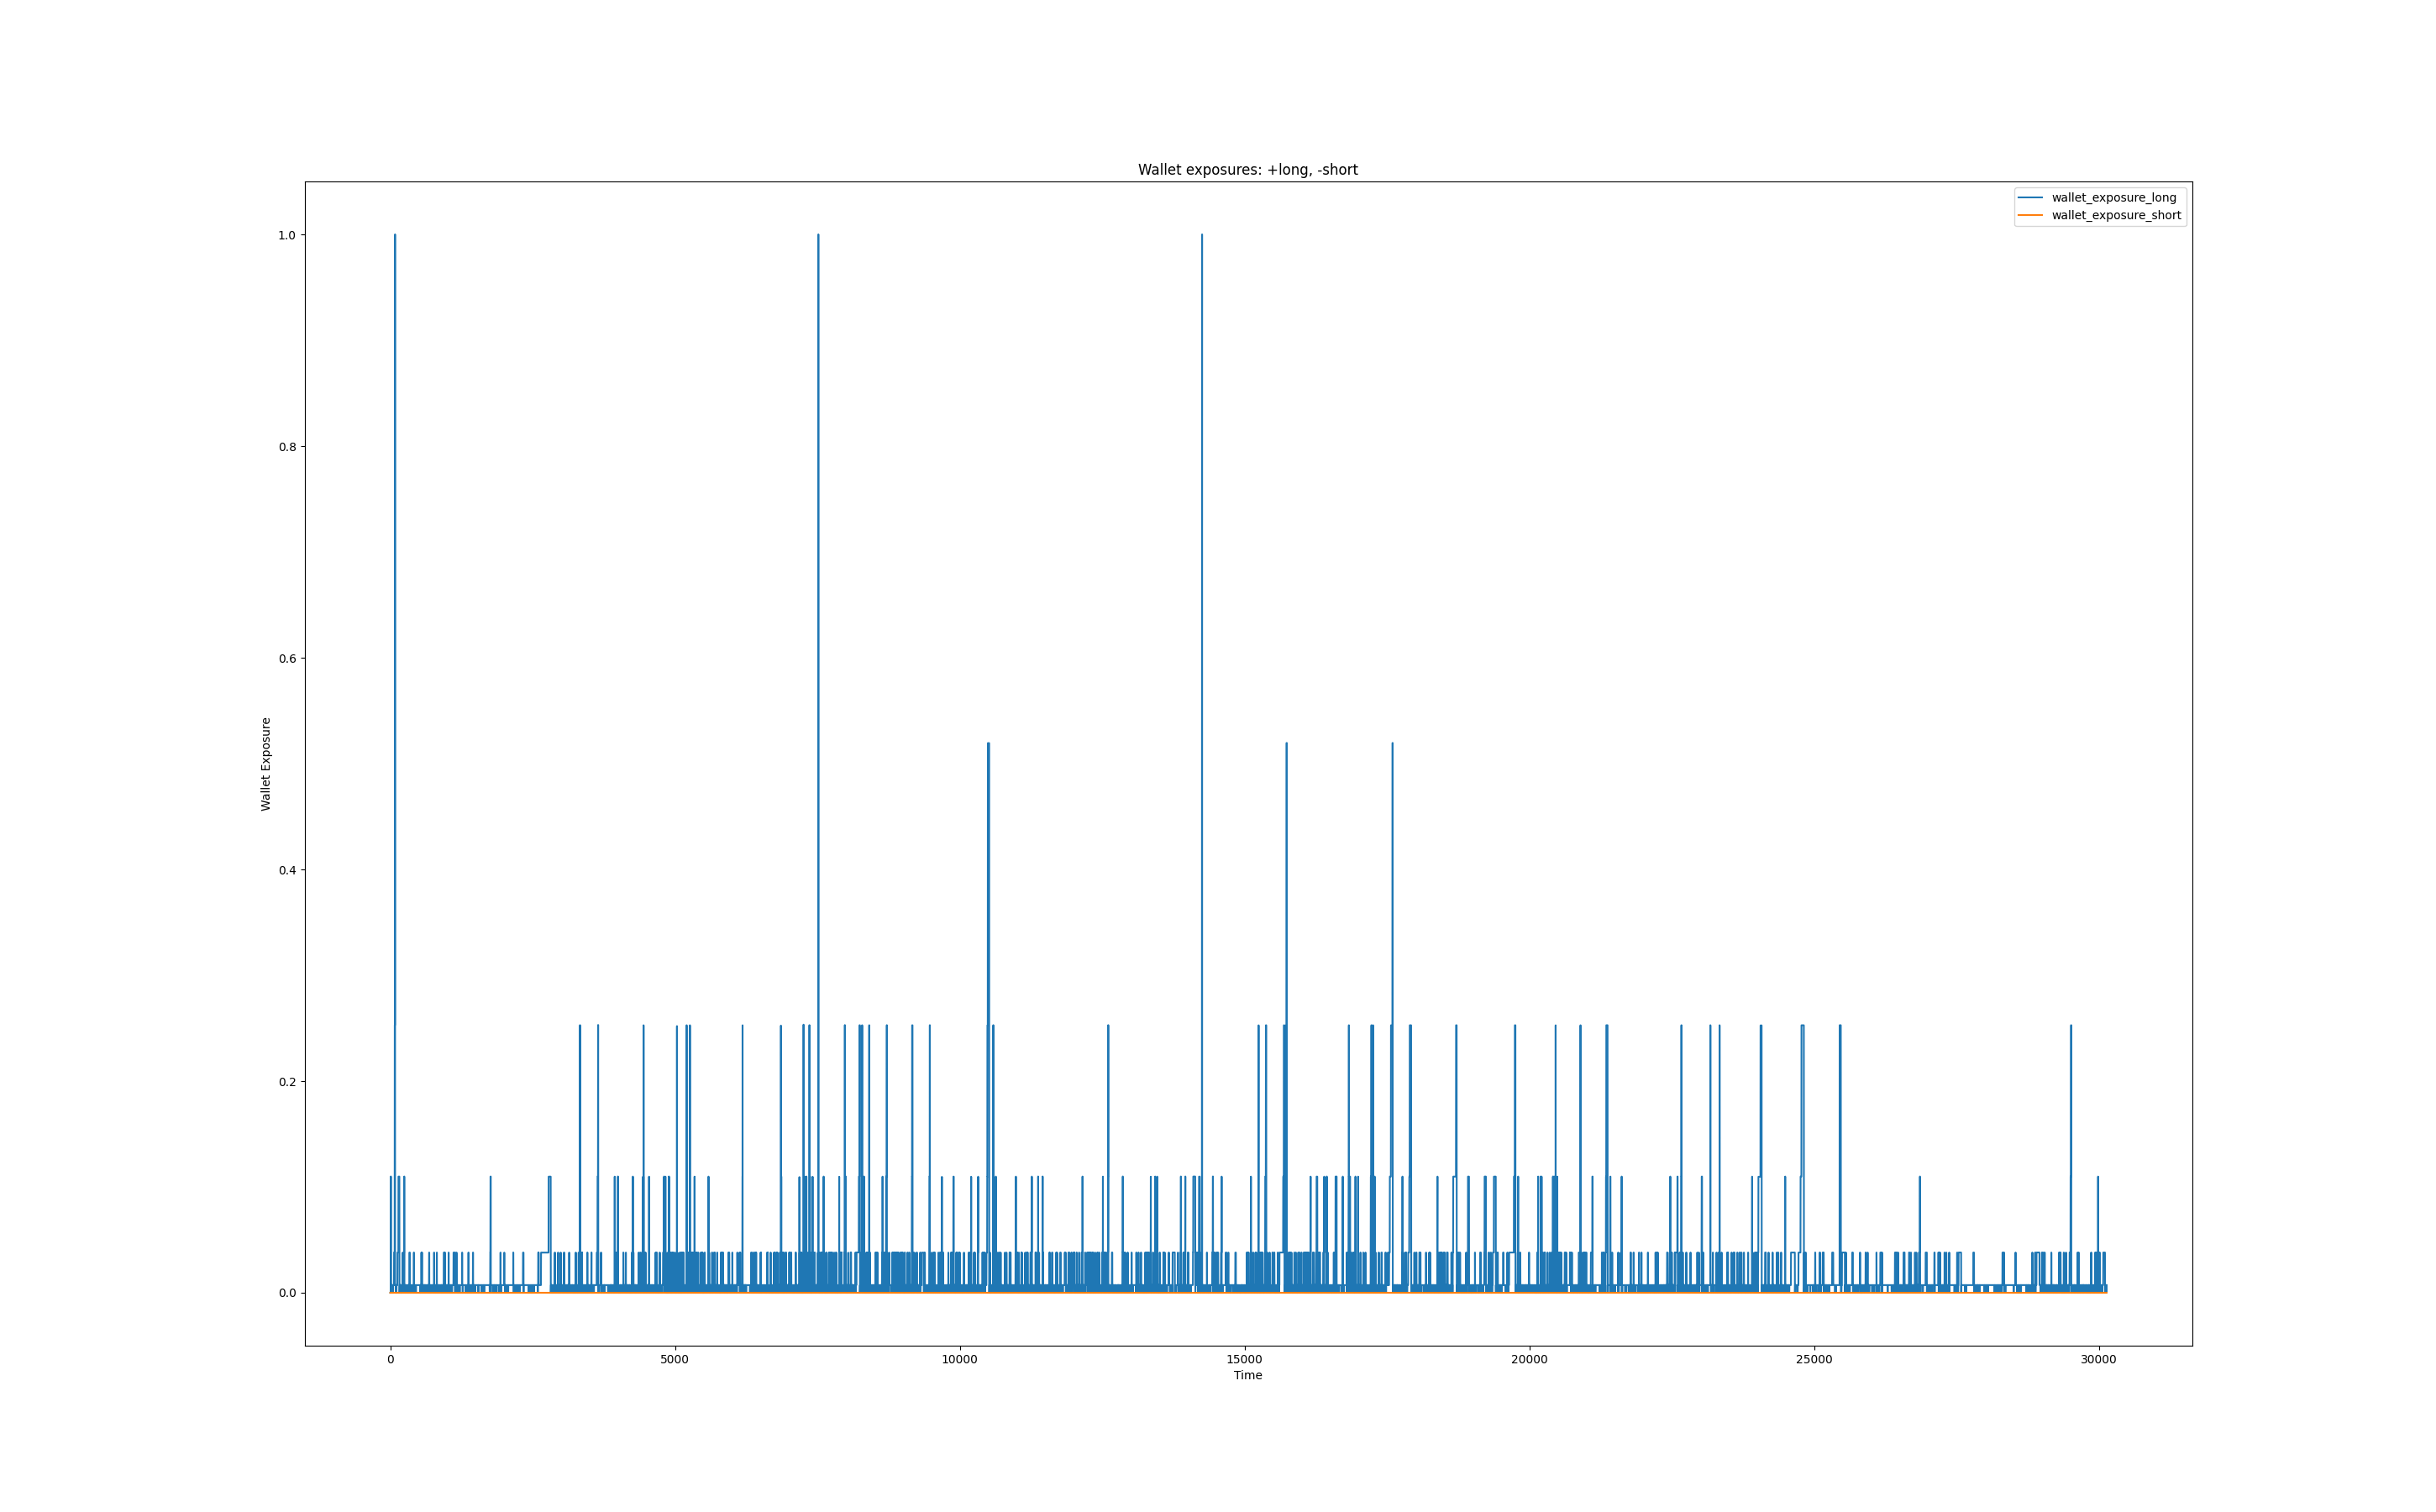 Wallet exposures: +long, -short
wallet_exposure_long
wallet_exposure_short
1.0
0.8
0.6
0.4
0.2
0.0
Wallet Exposure
0 5000 10000 15000 20000 25000 30000
Time